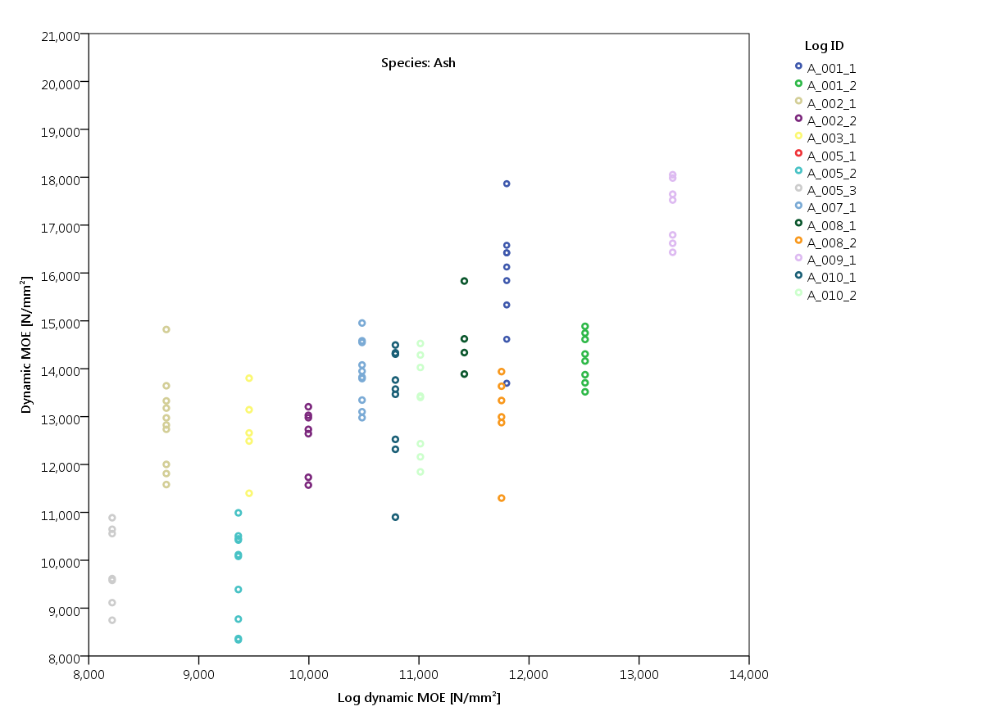 Species: Ash
21,000
20,000
19,000
18,000
17,000
16,000
15,000
14,000
13,000
12,000
11,000
10,000
9,000
8,000
Dynamic MOE [N/mm²]
8,000 9,000 10,000 11,000 12,000 13,000 14,000
Log dynamic MOE [N/mm²]
Log ID
A_001_1
A_001_2
A_002_1
A_002_2
A_003_1
A_005_1
A_005_2
A_005_3
A_007_1
A_008_1
A_008_2
A_009_1
A_010_1
A_010_2